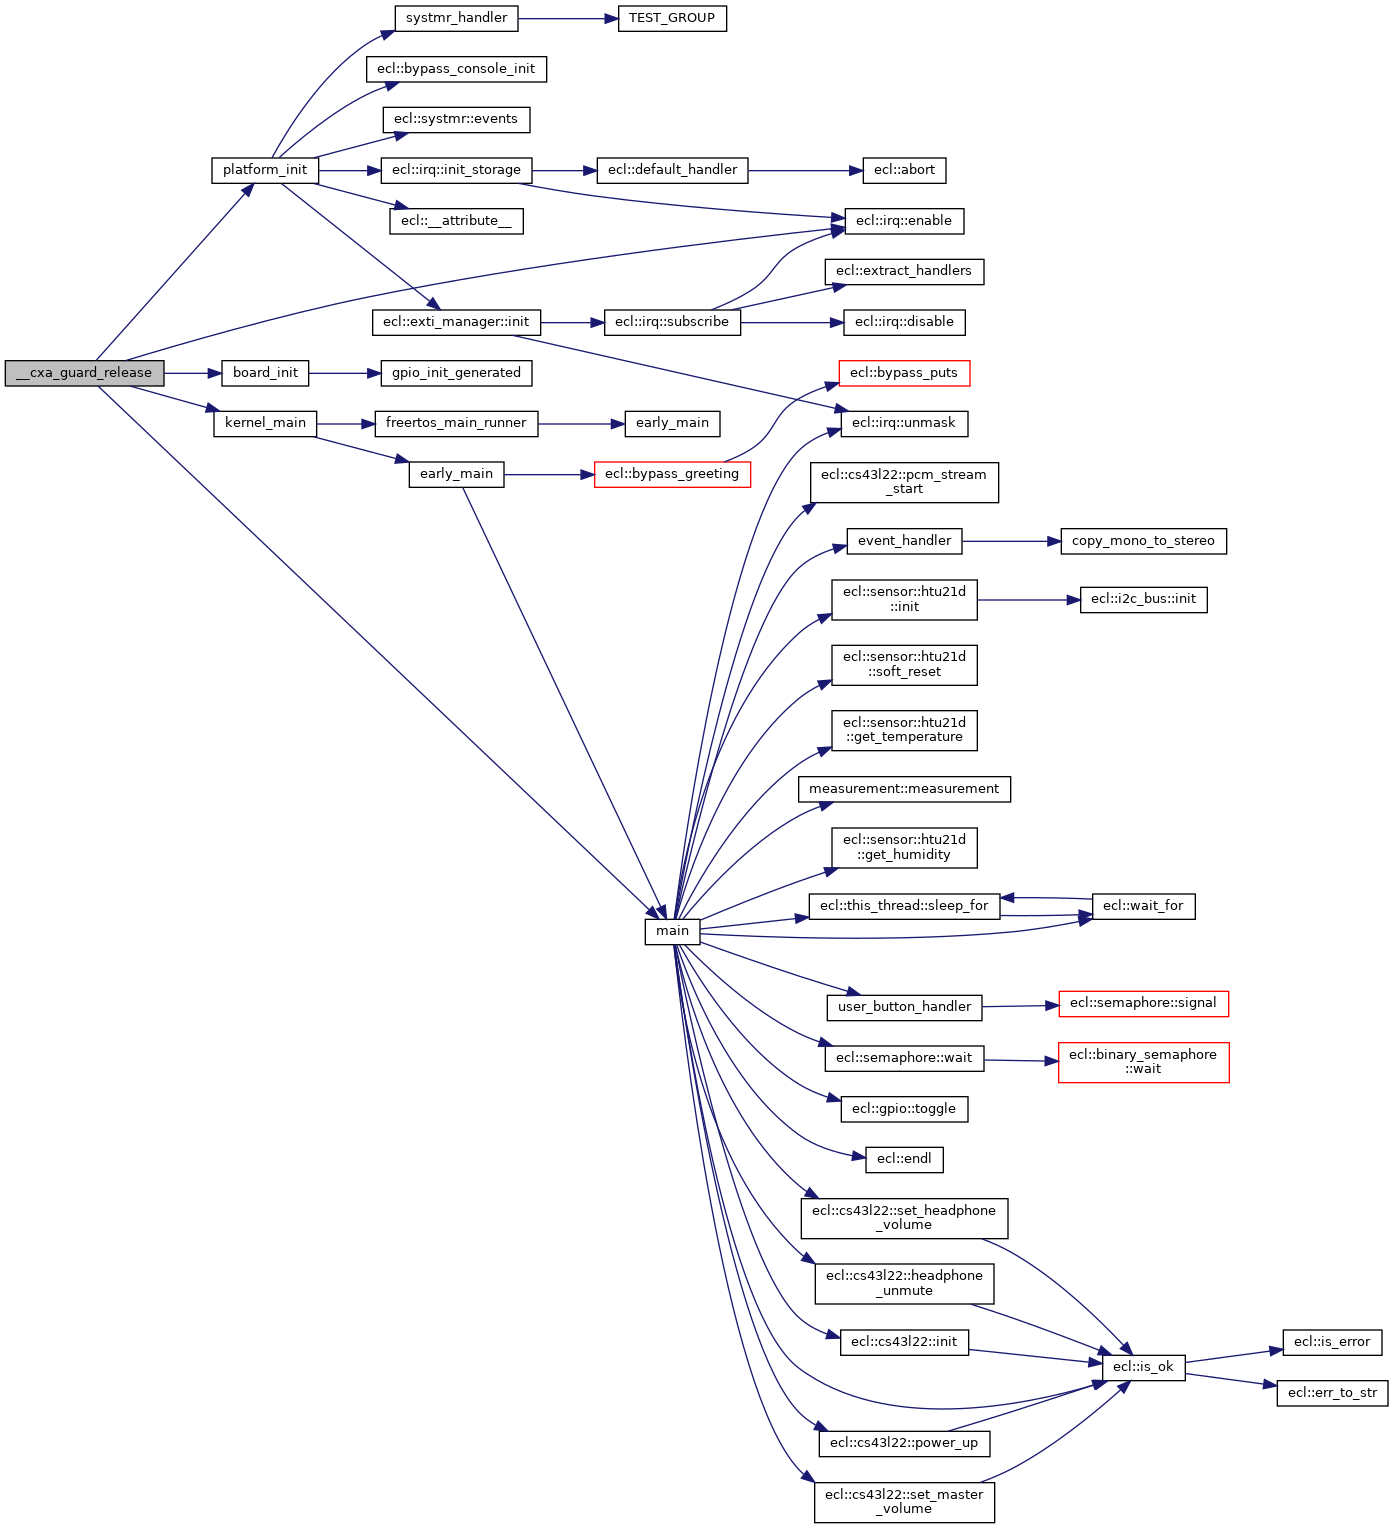 systmr_handler
TEST_GROUP
ecl::bypass_console_init
ecl::systmr::events
platform_init
ecl::irq::init_storage
ecl::default_handler
ecl::abort
ecl::__attribute__
ecl::irq::enable
ecl::extract_handlers
ecl::exti_manager::init
ecl::irq::subscribe
ecl::irq::disable
__cxa_guard_release
board_init
gpio_init_generated
ecl::bypass_puts
kernel_main
freertos_main_runner
early_main
ecl::irq::unmask
early_main
ecl::bypass_greeting
ecl::cs43l22::pcm_stream
_start
event_handler
copy_mono_to_stereo
ecl::sensor::htu21d
::init
ecl::i2c_bus::init
ecl::sensor::htu21d
::soft_reset
ecl::sensor::htu21d
::get_temperature
measurement::measurement
ecl::sensor::htu21d
::get_humidity
ecl::this_thread::sleep_for
ecl::wait_for
main
user_button_handler
ecl::semaphore::signal
ecl::semaphore::wait
ecl::binary_semaphore
::wait
ecl::gpio::toggle
ecl::endl
ecl::cs43l22::set_headphone
_volume
ecl::cs43l22::headphone
_unmute
ecl::cs43l22::init
ecl::is_ok
ecl::is_error
ecl::err_to_str
ecl::cs43l22::power_up
ecl::cs43l22::set_master
_volume